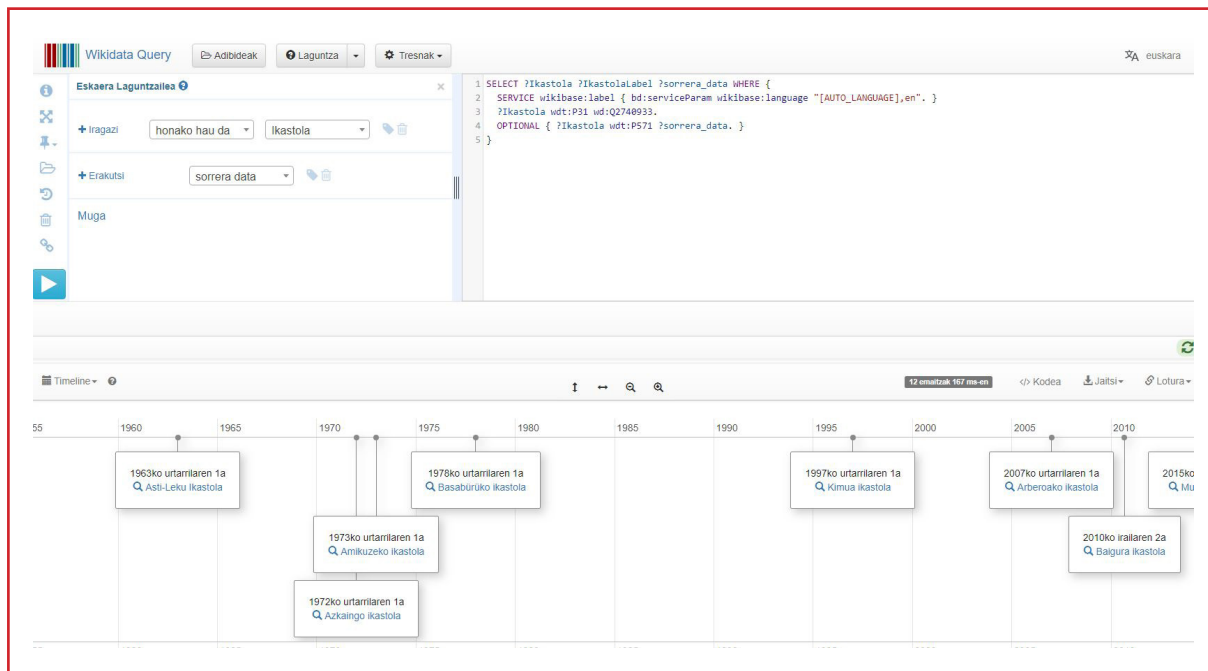 Wikidata Query Adibideak Laguntza Tresnak 文A euskara
Eskaera Laguntzailea
Iragazi honako hau da Ikastola
Erakutsi sorrera data
Muga
1 SELECT ?Ikastola ?IkastolaLabel ?sorrera_data WHERE {
2 SERVICE wikibase:label { bd:serviceParam wikibase:language "[AUTO_LANGUAGE],en". }
3 ?Ikastola wdt:P31 wd:Q2740933.
4 OPTIONAL { ?Ikastola wdt:P571 ?sorrera_data. }
5 }
Timeline 12 emaitzak 167 ms-en </> Kodea Jaitsi Lotura
55 1960 1965 1970 1975 1980 1985 1990 1995 2000 2005 2010
1963ko urtarrilaren 1a
Asti-Leku Ikastola
1978ko urtarrilaren 1a
Basabürüko ikastola
1997ko urtarrilaren 1a
Kimua ikastola
2007ko urtarrilaren 1a
Arberoako ikastola
2015ko
Mu
1973ko urtarrilaren 1a
Amikuzeko ikastola
2010ko irailaren 2a
Baigura ikastola
1972ko urtarrilaren 1a
Azkaingo ikastola